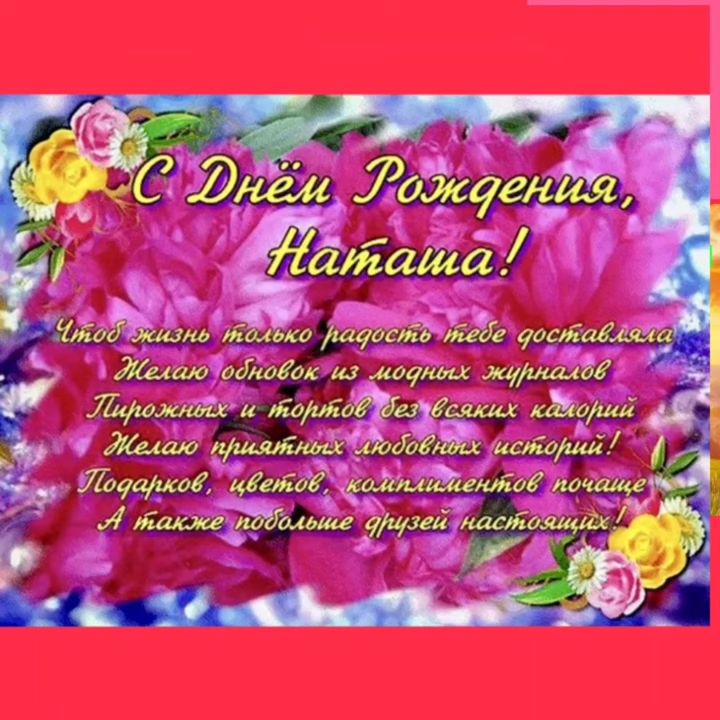 С Днём Рождения,
Наташа!
Чтоб жизнь только радость тебе доставляла
Желаю обновок из модных журналов
Пирожных и тортов без всяких калорий
Желаю приятных любовных историй!
Подарков, цветов, комплиментов почаще
А также побольше друзей настоящих!